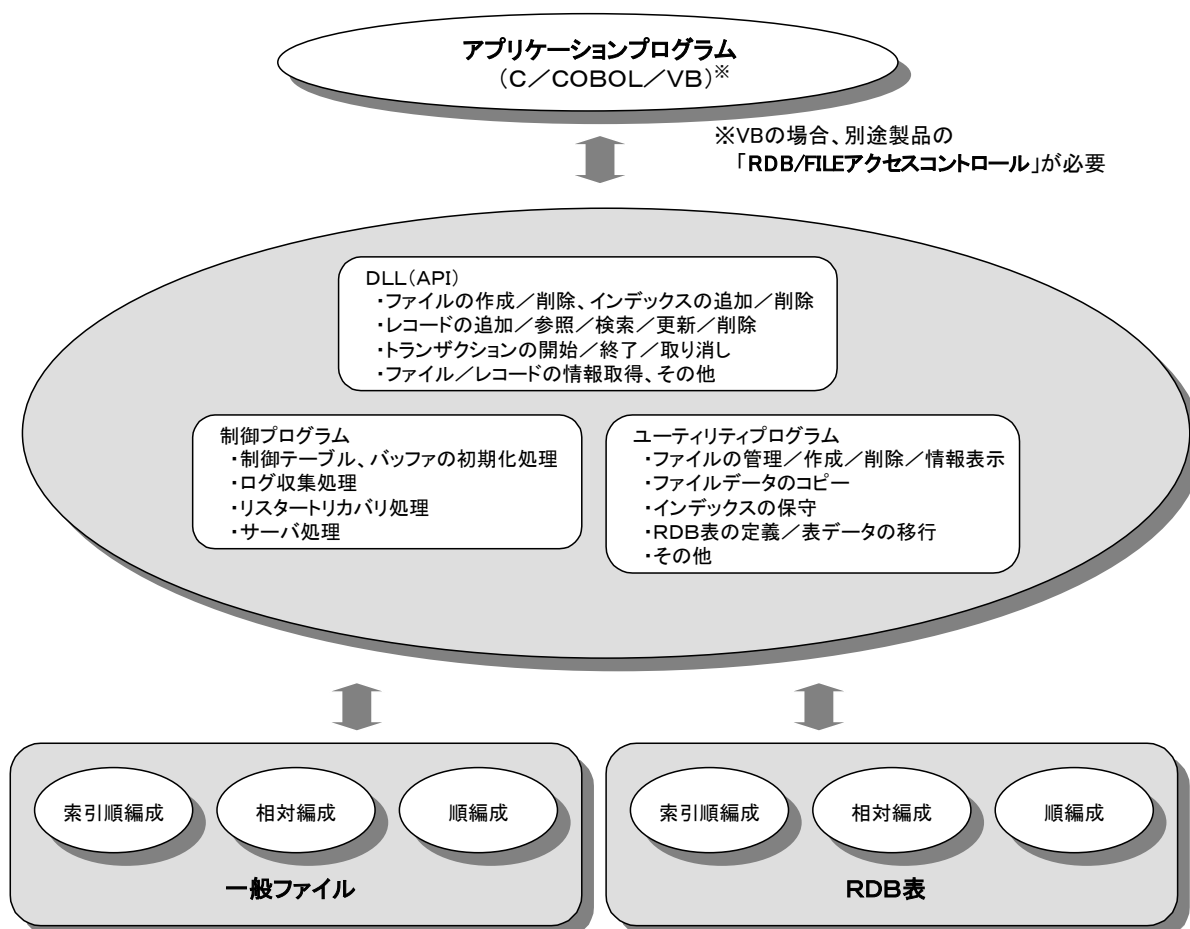 アプリケーションプログラム
（C／COBOL／VB）※
※VBの場合、別途製品の
「RDB/FILEアクセスコントロール」が必要
DLL（API）
・ファイルの作成／削除、インデックスの追加／削除
・レコードの追加／参照／検索／更新／削除
・トランザクションの開始／終了／取り消し
・ファイル／レコードの情報取得、その他
制御プログラム
・制御テーブル、バッファの初期化処理
・ログ収集処理
・リスタートリカバリ処理
・サーバ処理
ユーティリティプログラム
・ファイルの管理／作成／削除／情報表示
・ファイルデータのコピー
・インデックスの保守
・RDB表の定義／表データの移行
・その他
索引順編成
相対編成
順編成
一般ファイル
索引順編成
相対編成
順編成
RDB表